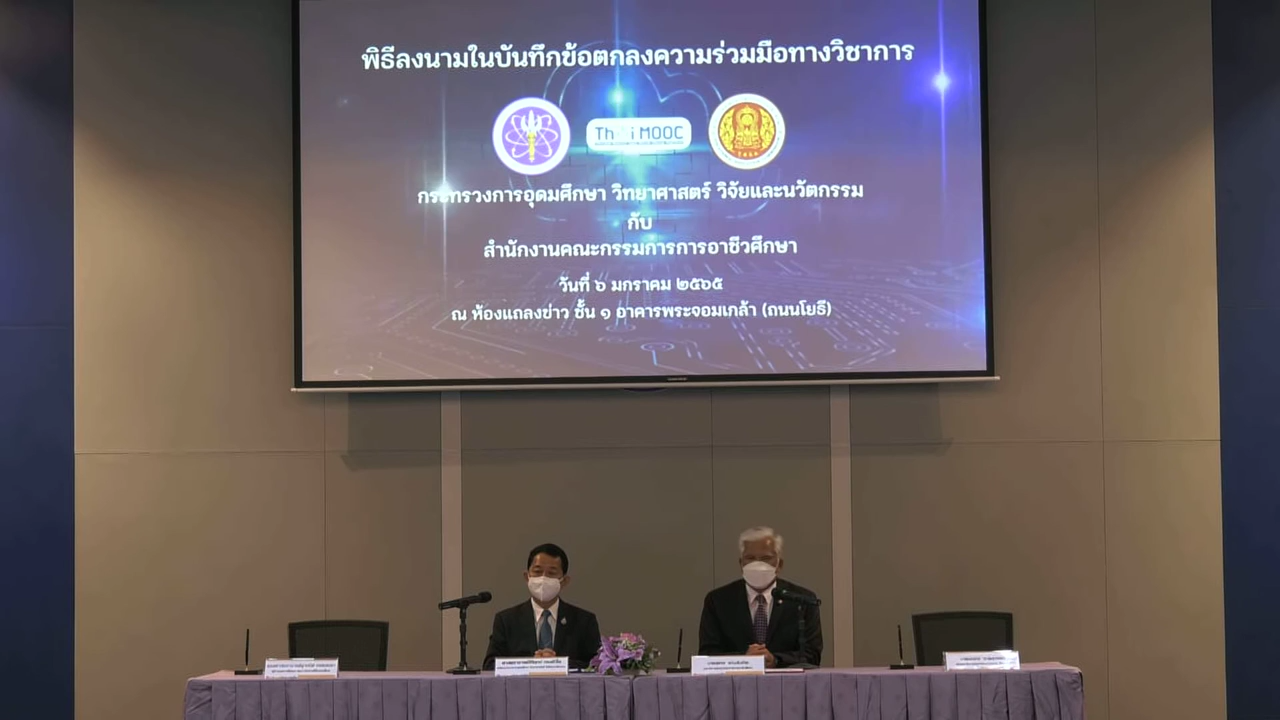 พิธีลงนามในบันทึกข้อตกลงความร่วมมือทางวิชาการ
Thai MOOC
กระทรวงการอุดมศึกษา วิทยาศาสตร์ วิจัยและนวัตกรรม
กับ
สำนักงานคณะกรรมการการอาชีวศึกษา
วันที่ ๖ มกราคม ๒๕๖๕
ณ ห้องแถลงข่าว ชั้น ๑ อาคารพระจอมเกล้า (ถนนโยธี)